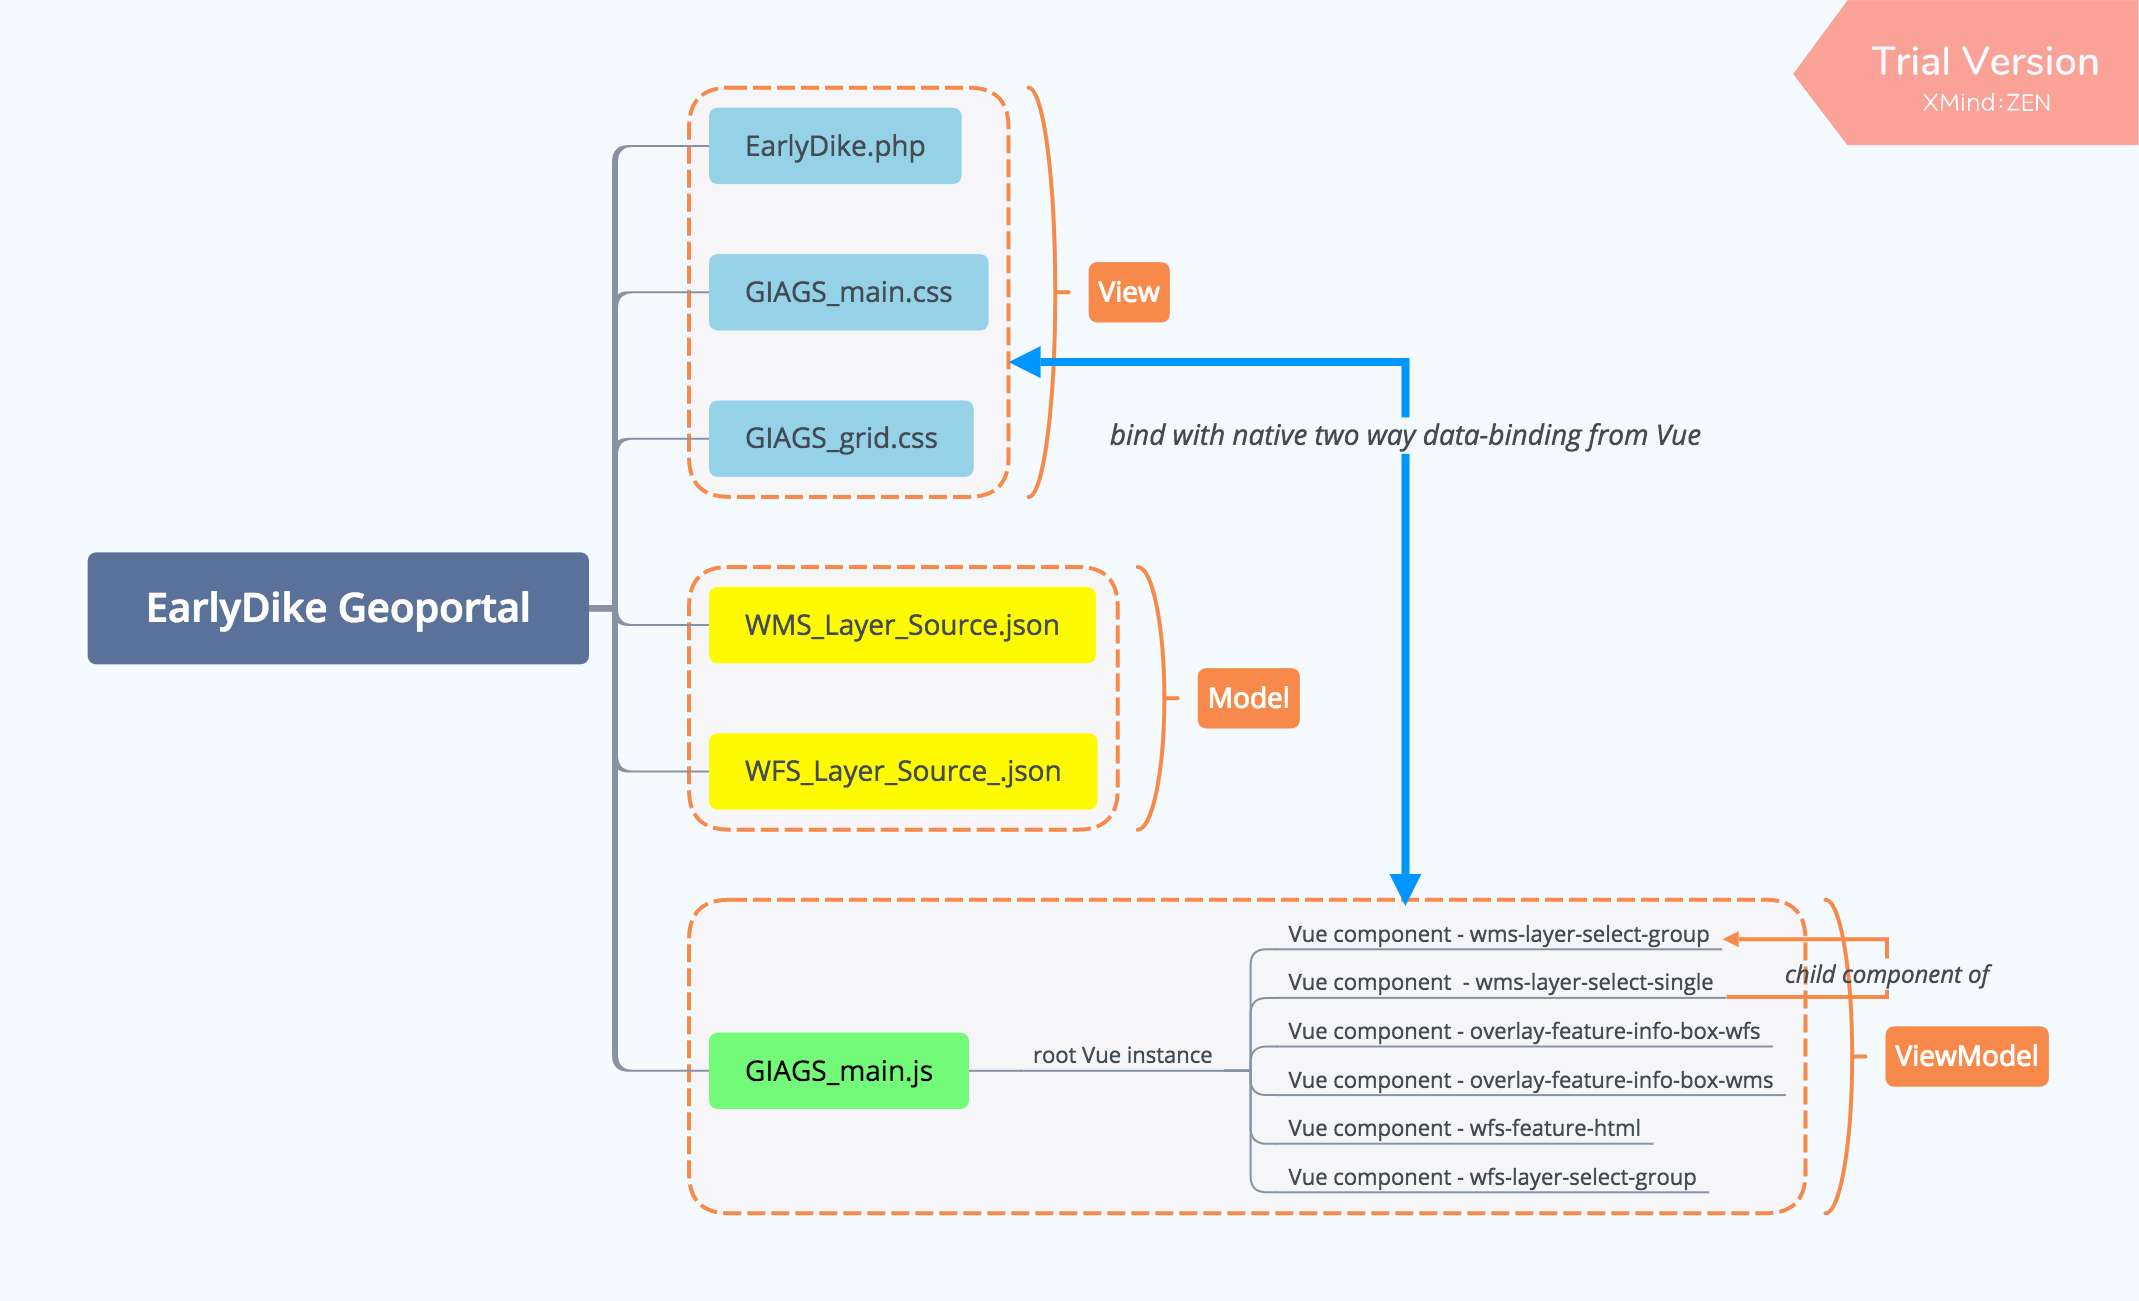 Trial Version
XMind:ZEN
EarlyDike.php
GIAGS_main.css
View
bind with native two way data-binding from Vue
GIAGS_grid.css
EarlyDike Geoportal
WMS_Layer_Source.json
Model
WFS_Layer_Source_.json
GIAGS_main.js
root Vue instance
Vue component - wms-layer-select-group
child component of
Vue component  - wms-layer-select-single
Vue component - overlay-feature-info-box-wfs
Vue component - overlay-feature-info-box-wms
Vue component - wfs-feature-html
Vue component - wfs-layer-select-group
ViewModel